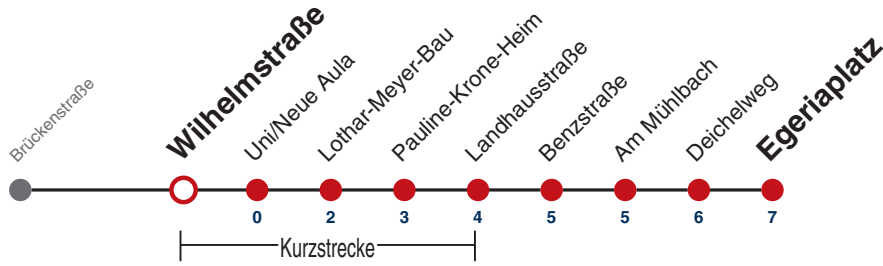 Brückenstraße
Wilhelmstraße
Uni/Neue Aula
Lothar-Meyer-Bau
Pauline-Krone-Heim
Landhausstraße
Benzstraße
Am Mühlbach
Deichelweg
Egeriaplatz
0 2 3 4 5 5 6 7
Kurzstrecke